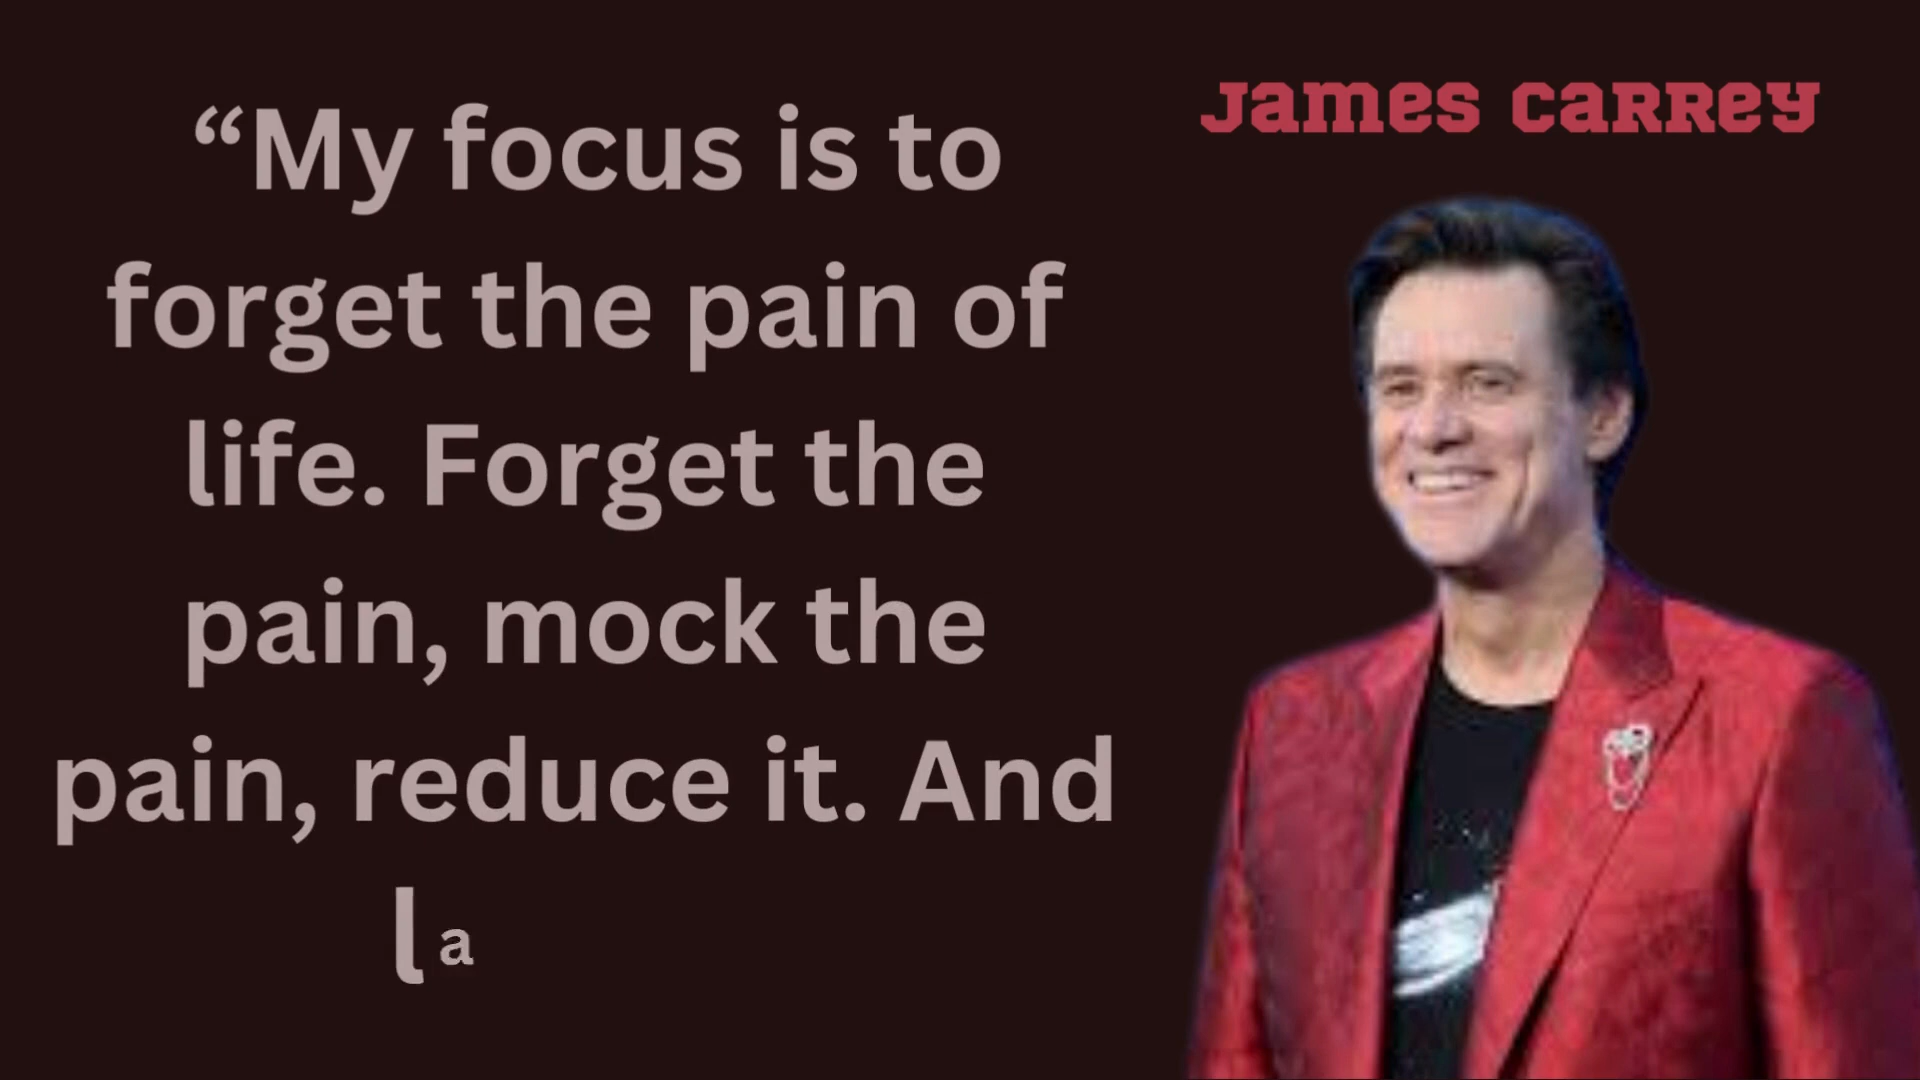 “My focus is to
forget the pain of
life. Forget the
pain, mock the
pain, reduce it. And
la
James Carrey